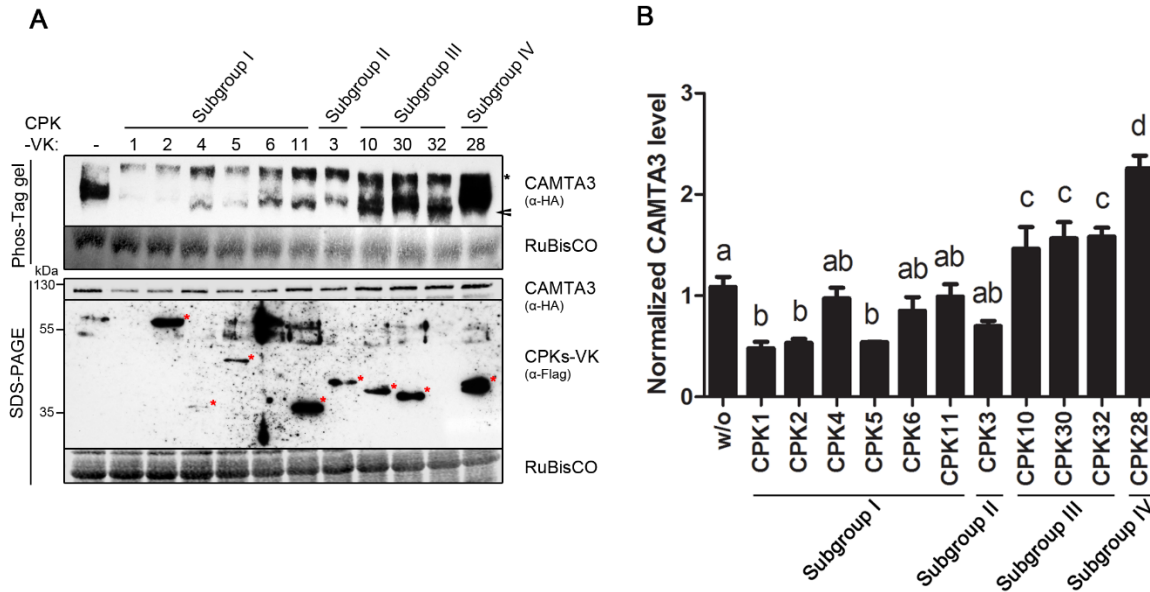 A
Subgroup I
Subgroup II
Subgroup III
Subgroup IV
CPK
-VK: - 1 2 4 5 6 11 3 10 30 32 28
Phos-Tag gel
*
CAMTA3
(α-HA)
RuBisCO
kDa
130
CAMTA3
(α-HA)
SDS-PAGE
55
*
*
*
*
*
*
*
*
CPKs-VK
(α-Flag)
35
RuBisCO
B
Normalized CAMTA3 level
3
2
1
0
a b b ab b ab ab ab c c c d
w/o CPK1 CPK2 CPK4 CPK5 CPK6 CPK11 CPK3 CPK10 CPK30 CPK32 CPK28
Subgroup I
Subgroup II
Subgroup III
Subgroup IV